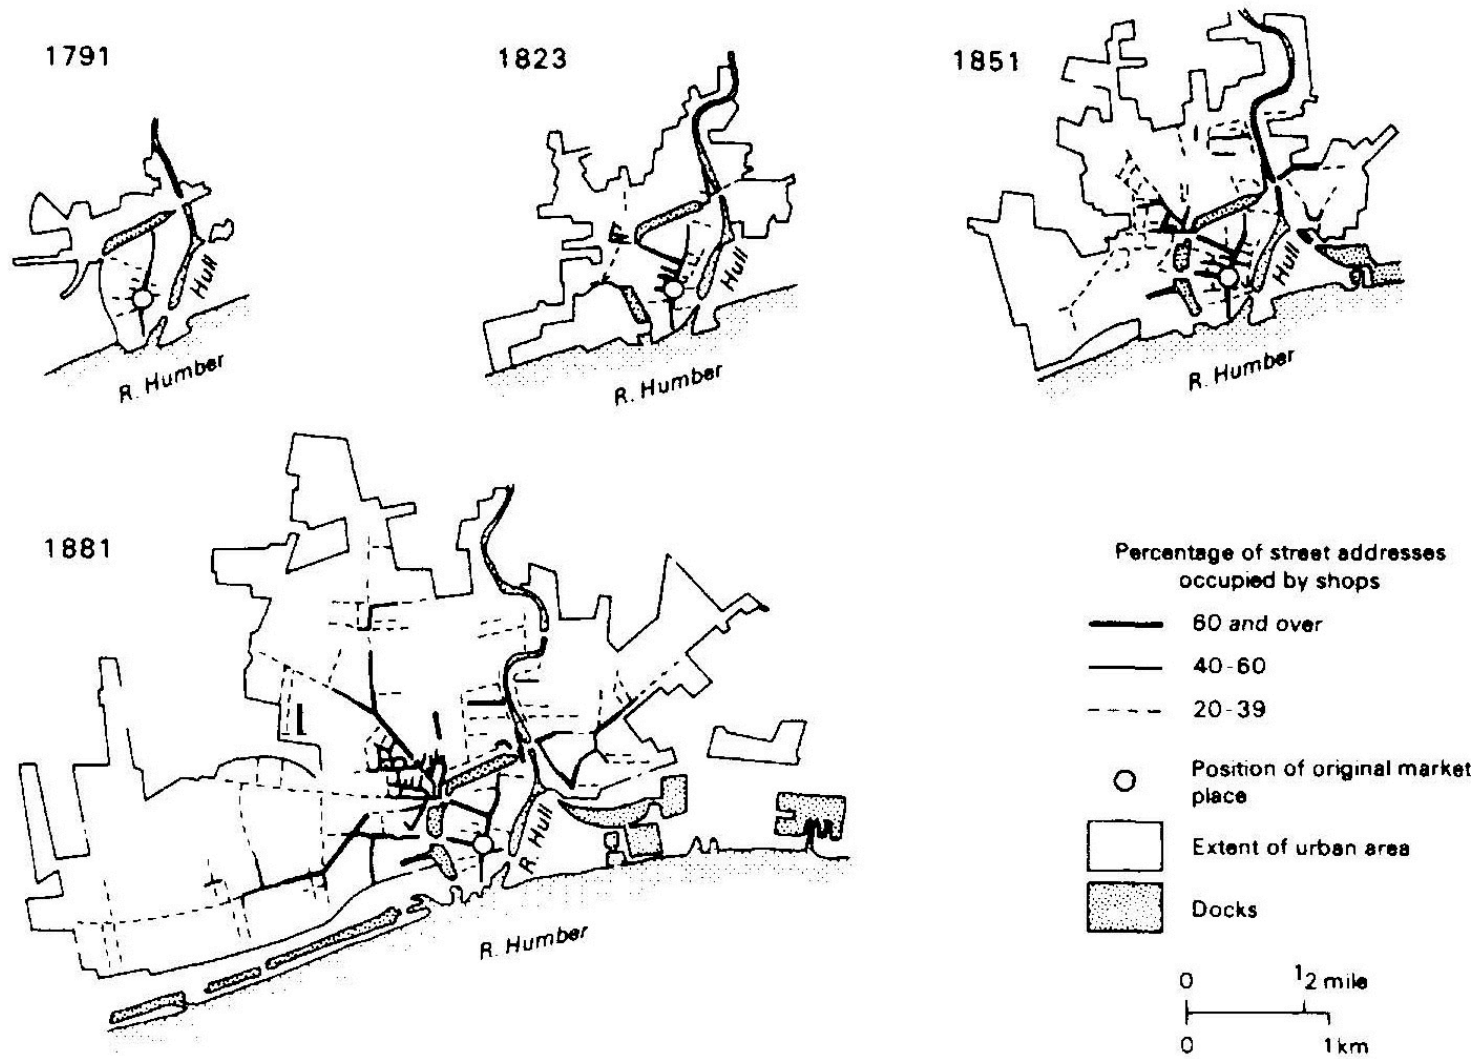 1791
1823
1851
Hull
Hull
Hull
R. Humber
R. Humber
R. Humber
1881
R. Hull
R. Humber
Percentage of street addresses
occupied by shops
60 and over
40-60
20-39
Position of original market
place
Extent of urban area
Docks
0 1/2 mile
0 1 km